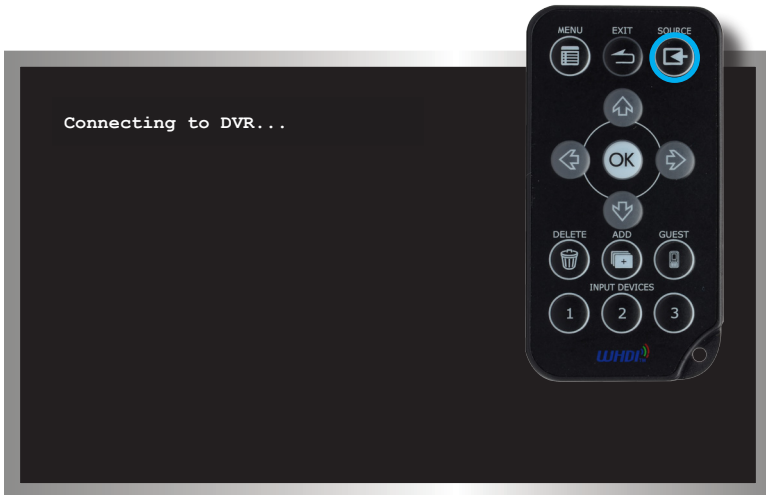 Connecting to DVR...
MENU EXIT SOURCE
OK
DELETE ADD GUEST
INPUT DEVICES
1 2 3
WHDI